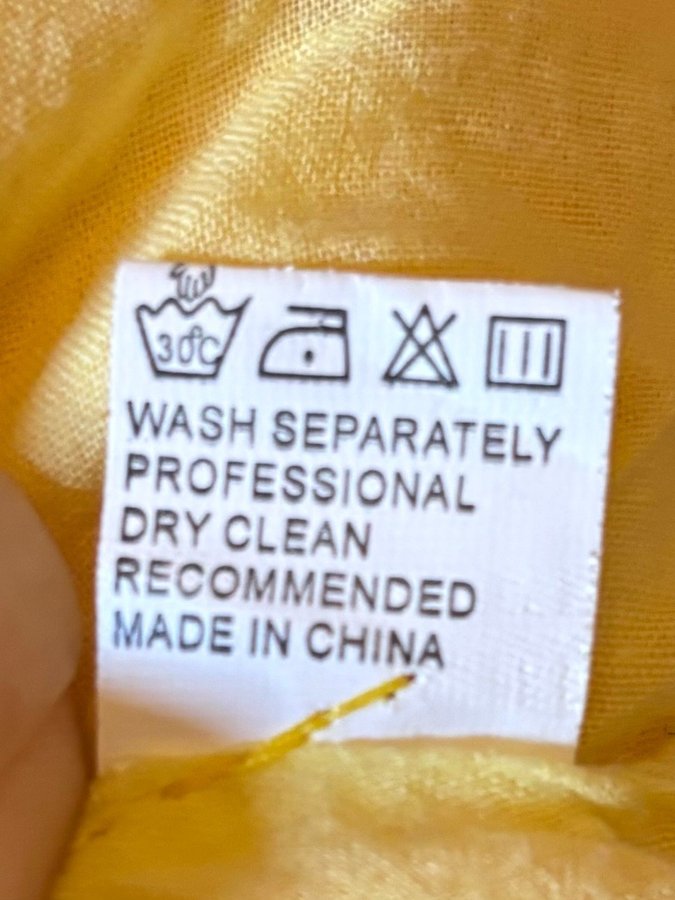 30°C
WASH SEPARATELY
PROFESSIONAL
DRY CLEAN
RECOMMENDED
MADE IN CHINA